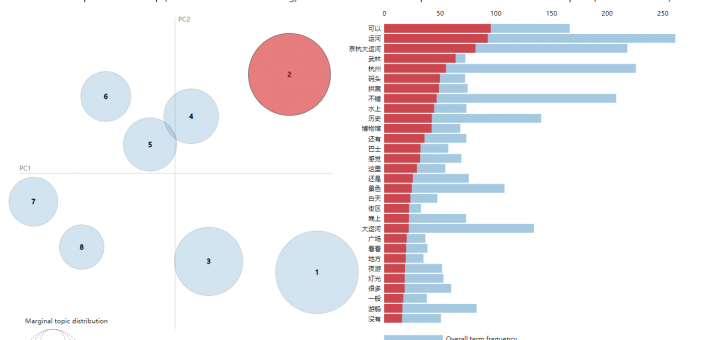 PC2
2
6
4
5
PC1
7
8
3
1
Marginal topic distribution
0 50 100 150 200 250
可以
运河
京杭大运河
武林
杭州
码头
拱宸
不错
水上
历史
博物馆
还有
巴士
感觉
这里
还是
景色
白天
街区
晚上
大运河
广场
看看
地方
夜游
灯光
很多
一般
游船
没有
Overall term frequency